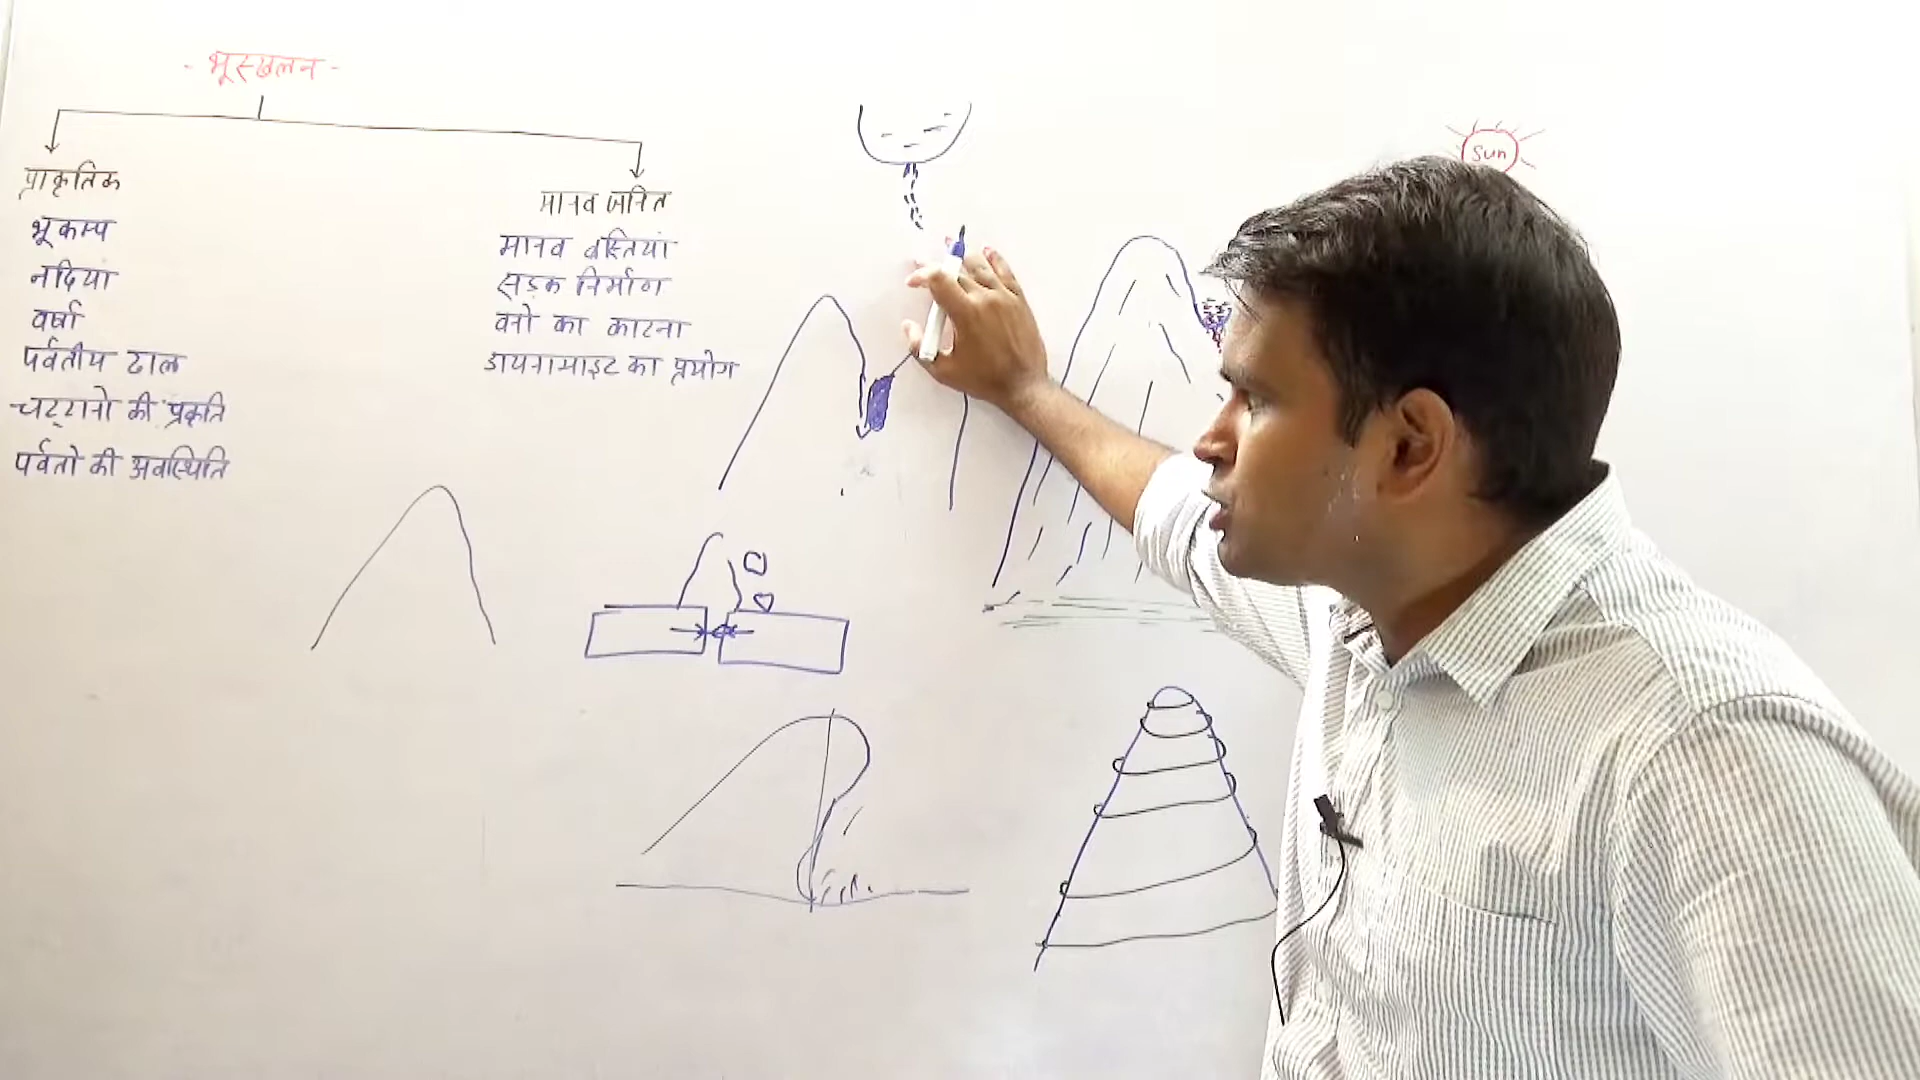 - भूस्खलन -
प्राकृतिक
भूकम्प
नदियां
वर्षा
पर्वतीय ढाल
चट्टानो की प्रकृति
पर्वतो की अवस्थिति
मानव जनित
मानव बस्तियां
सड़क निर्माण
वनो का काटना
डायनामाइट का प्रयोग
Sun